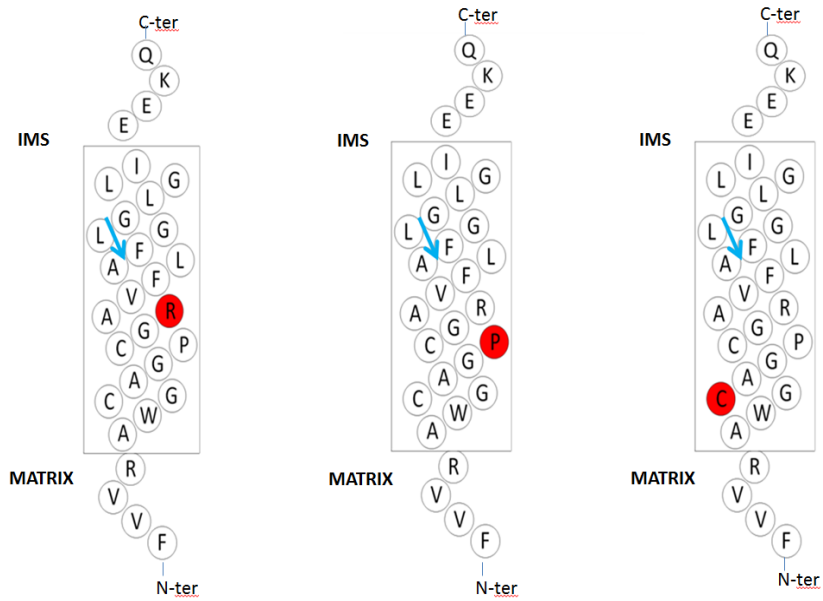 C-ter
Q
K
E
E
IMS
I
L L G
L G G
A F L
V F
A G R
C G P
C A G
A W
MATRIX
R
V
V
F
N-ter
C-ter
Q
K
E
E
IMS
I
L L G
L G G
A F L
V F
A G R
C G P
C A G
A W
MATRIX
R
V
V
F
N-ter
C-ter
Q
K
E
E
IMS
I
L L G
L G G
A F L
V F
A G R
C G P
C A G
A W
MATRIX
R
V
V
F
N-ter